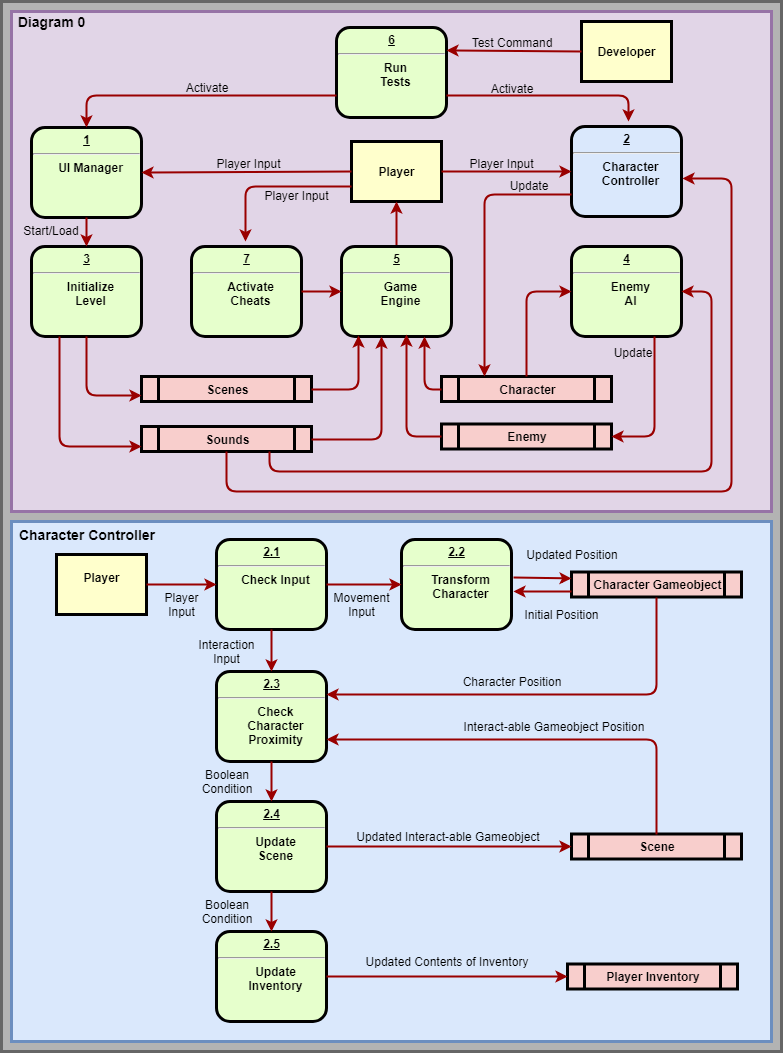 Diagram 0
6
Run
Tests
Test Command
Developer
Activate
Activate
1
UI Manager
Player Input
Player
Player Input
2
Character
Controller
Player Input
Update
Start/Load
3
Initialize
Level
7
Activate
Cheats
5
Game
Engine
4
Enemy
AI
Update
Scenes
Character
Sounds
Enemy
Character Controller
Player
Player
Input
2.1
Check Input
Movement
Input
2.2
Transform
Character
Updated Position
Character Gameobject
Initial Position
Interaction
Input
2.3
Check
Character
Proximity
Character Position
Interact-able Gameobject Position
Boolean
Condition
2.4
Update
Scene
Updated Interact-able Gameobject
Scene
Boolean
Condition
2.5
Update
Inventory
Updated Contents of Inventory
Player Inventory